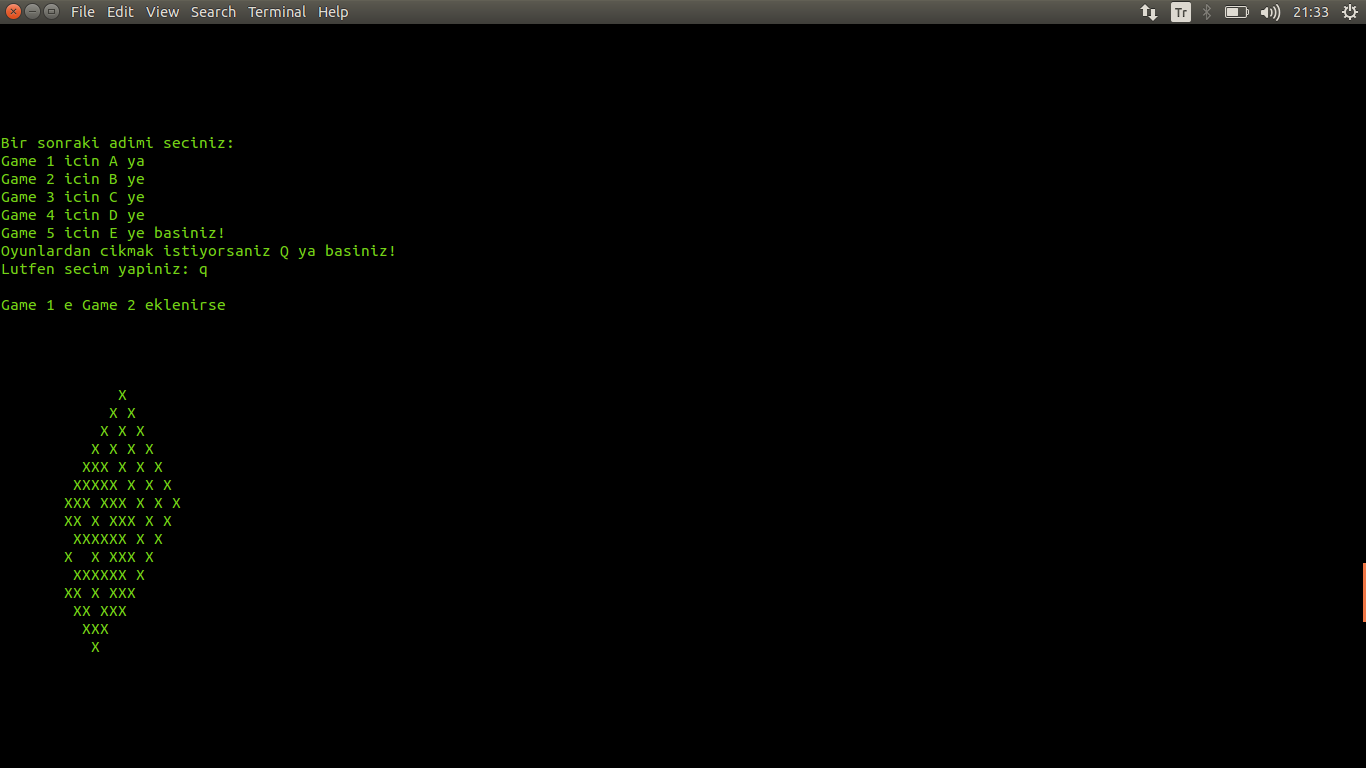 File Edit View Search Terminal Help Tr 21:33
Bir sonraki adimi seciniz:
Game 1 icin A ya
Game 2 icin B ye
Game 3 icin C ye
Game 4 icin D ye
Game 5 icin E ye basiniz!
Oyunlardan cikmak istiyorsaniz Q ya basiniz!
Lutfen secim yapiniz: q
Game 1 e Game 2 eklenirse
             X
            X X
           X X X
          X X X X
         XXX X X X
        XXXXX X X X
       XXX XXX X X X
       XX X XXX X X
        XXXXXX X X
       X  X XXX X
        XXXXXX X
       XX X XXX
        XX XXX
         XXX
          X